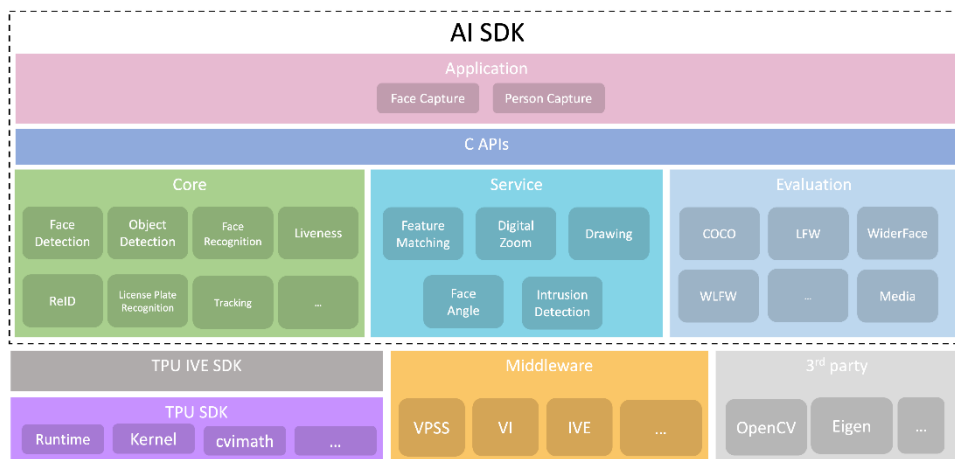 AI SDK
Application
Face Capture
Person Capture
C APIs
Core
Face
Detection
Object
Detection
Face
Recognition
Liveness
ReID
License Plate
Recognition
Tracking
...
Service
Feature
Matching
Digital
Zoom
Drawing
Face
Angle
Intrusion
Detection
Evaluation
COCO
LFW
WiderFace
WLFW
...
Media
TPU IVE SDK
TPU SDK
Runtime
Kernel
cvimath
...
Middleware
VPSS
VI
IVE
...
3rd party
OpenCV
Eigen
...